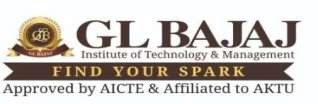 GL BAJAJ
Institute of Technology & Management
FIND YOUR SPARK
Approved by AICTE & Affiliated to AKTU